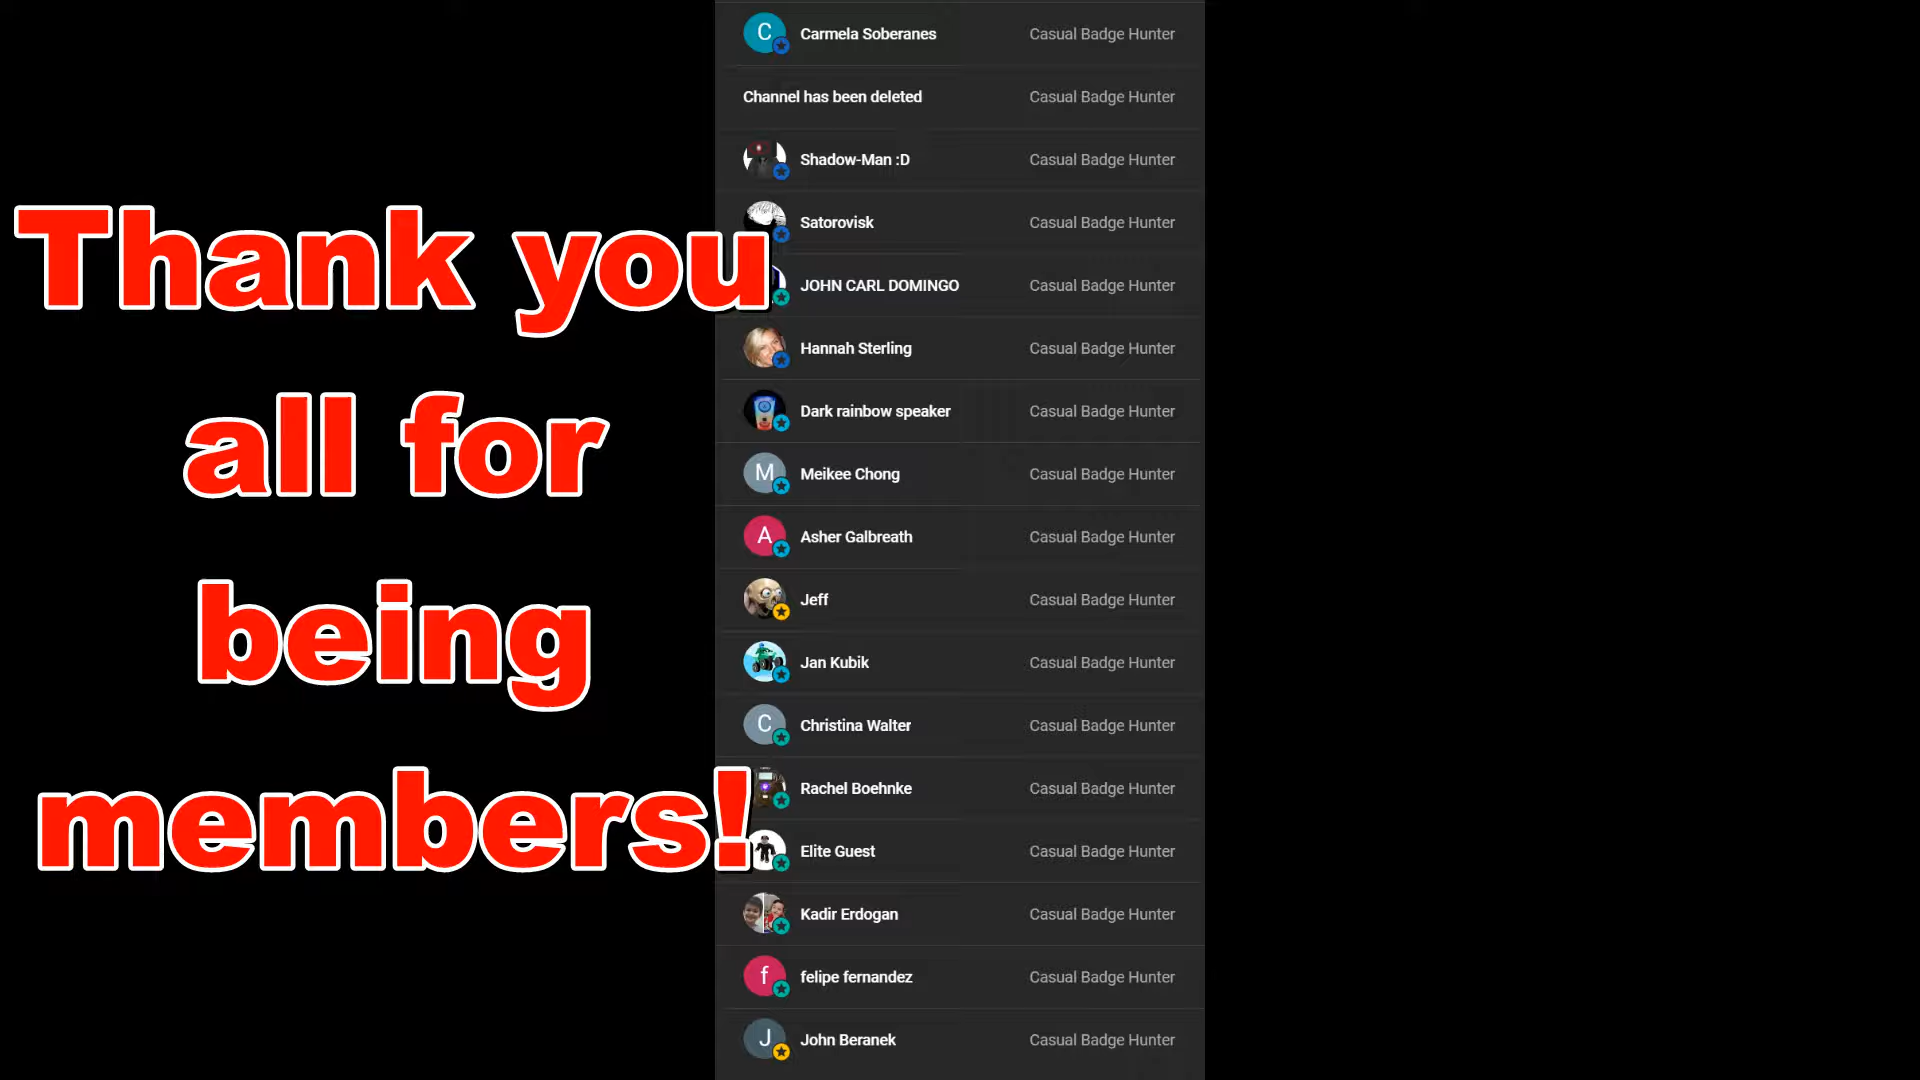 Thank you
all for
being
members!
C Carmela Soberanes Casual Badge Hunter
Channel has been deleted Casual Badge Hunter
Shadow-Man :D Casual Badge Hunter
Satorovisk Casual Badge Hunter
JOHN CARL DOMINGO Casual Badge Hunter
Hannah Sterling Casual Badge Hunter
Dark rainbow speaker Casual Badge Hunter
M Meikee Chong Casual Badge Hunter
A Asher Galbreath Casual Badge Hunter
Jeff Casual Badge Hunter
Jan Kubik Casual Badge Hunter
C Christina Walter Casual Badge Hunter
Rachel Boehnke Casual Badge Hunter
Elite Guest Casual Badge Hunter
Kadir Erdogan Casual Badge Hunter
f felipe fernandez Casual Badge Hunter
J John Beranek Casual Badge Hunter